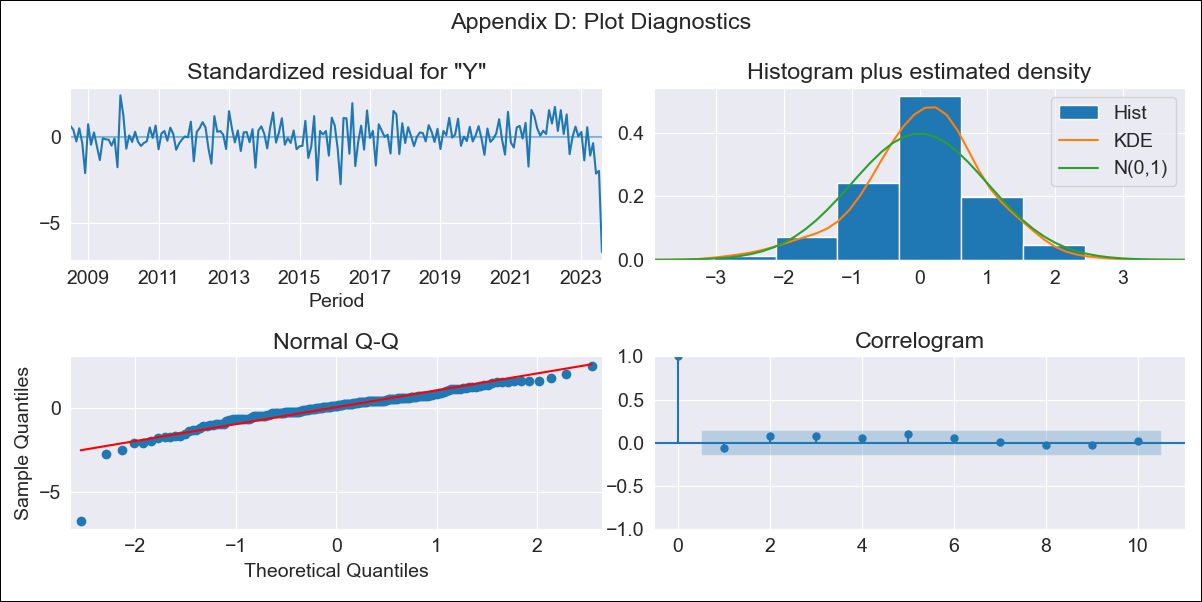 Appendix D: Plot Diagnostics
Standardized residual for "Y"
0
−5
2009 2011 2013 2015 2017 2019 2021 2023
Period
Histogram plus estimated density
Hist
KDE
N(0,1)
0.4
0.2
0.0
−3 −2 −1 0 1 2 3
Normal Q-Q
Sample Quantiles
0
−5
−2 −1 0 1 2
Theoretical Quantiles
Correlogram
1.0
0.5
0.0
−0.5
−1.0
0 2 4 6 8 10